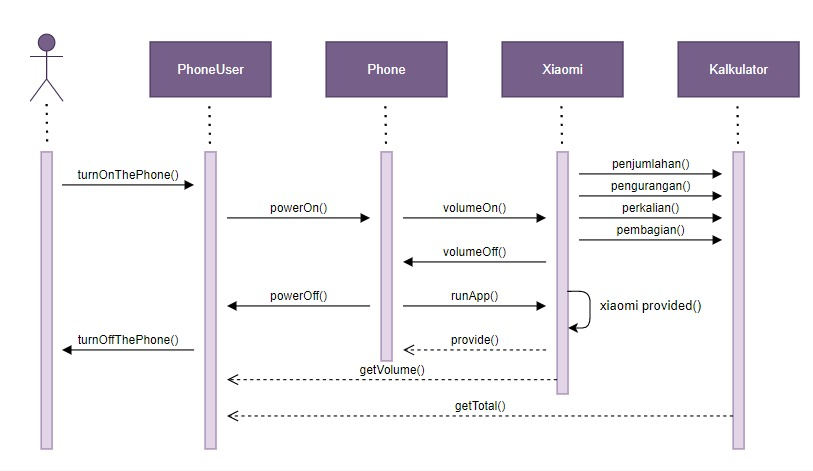 PhoneUser
Phone
Xiaomi
Kalkulator
penjumlahan()
turnOnThePhone()
pengurangan()
powerOn()
volumeOn()
perkalian()
pembagian()
volumeOff()
powerOff()
runApp()
xiaomi provided()
turnOffThePhone()
provide()
getVolume()
getTotal()